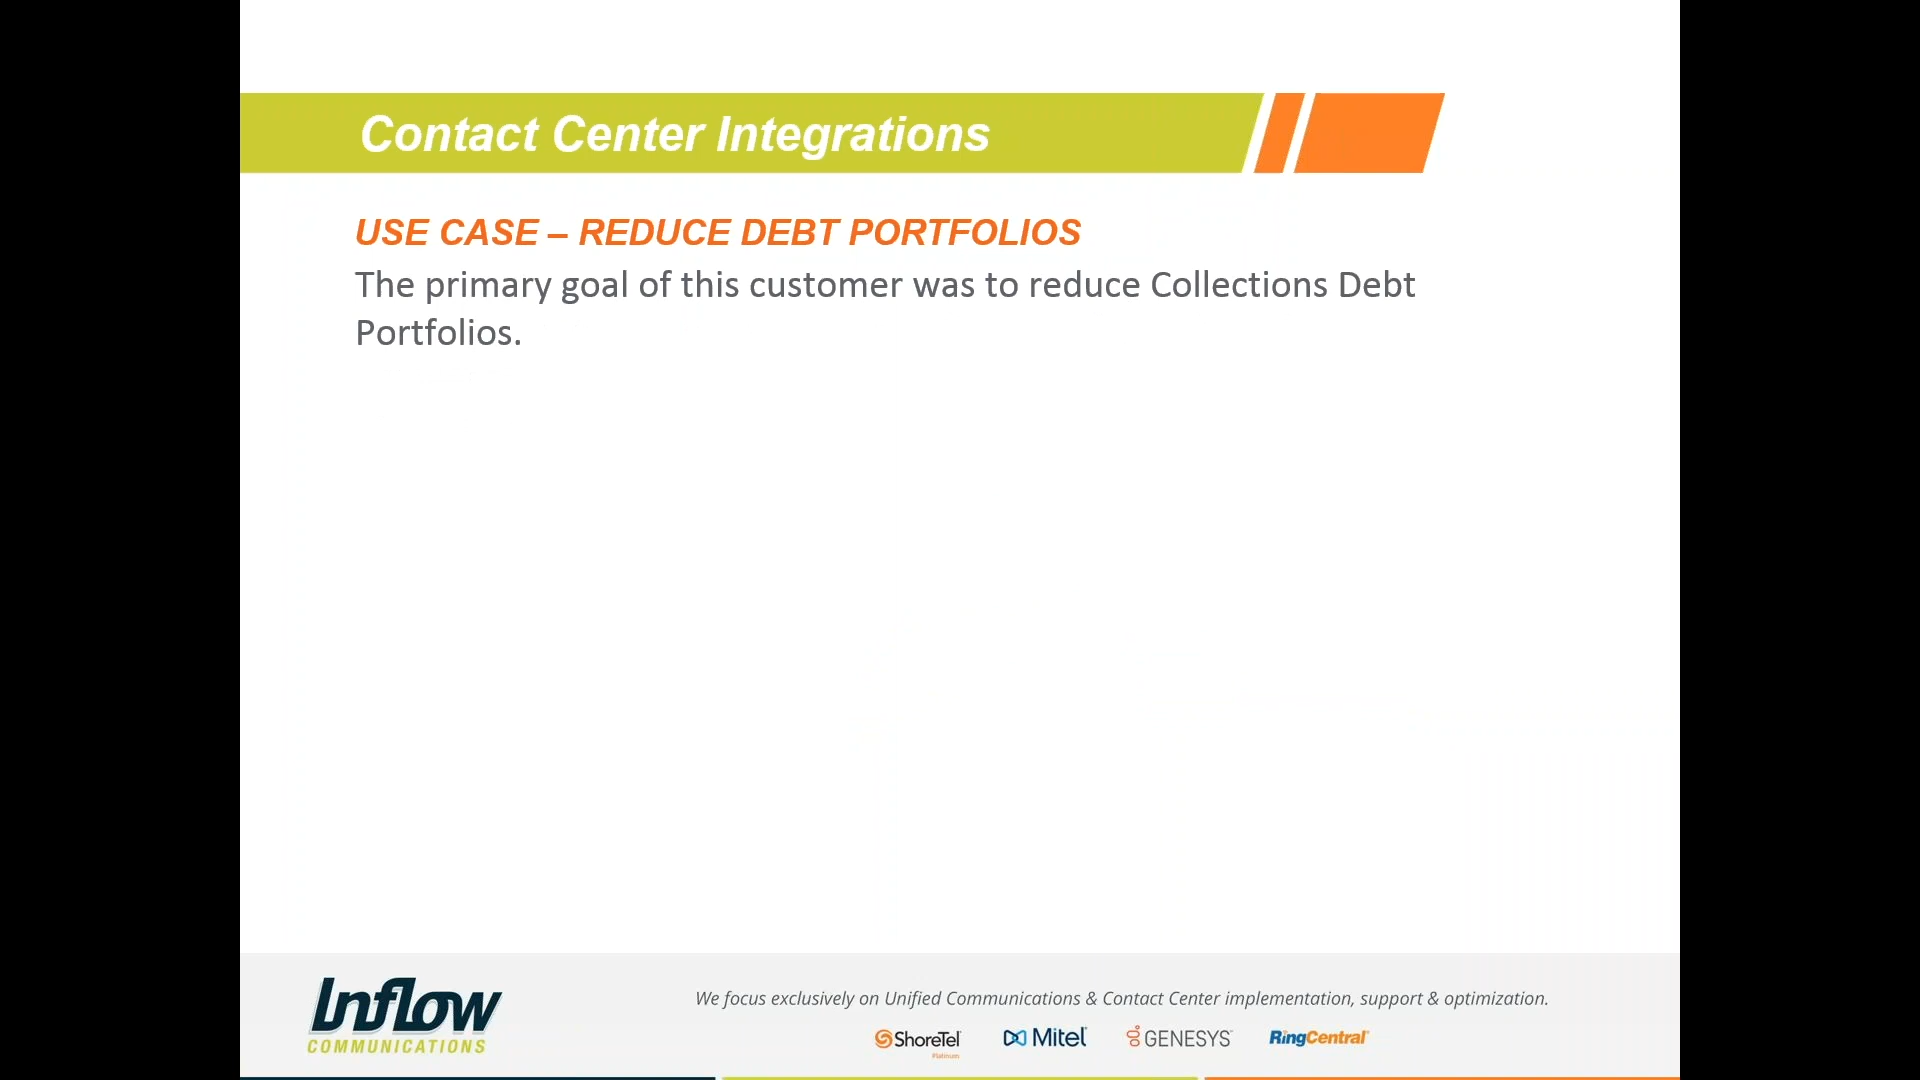 Contact Center Integrations
USE CASE – REDUCE DEBT PORTFOLIOS
The primary goal of this customer was to reduce Collections Debt
Portfolios.
Inflow
COMMUNICATIONS
We focus exclusively on Unified Communications & Contact Center implementation, support & optimization.
ShoreTel
Platinum
Mitel
GENESYS
RingCentral